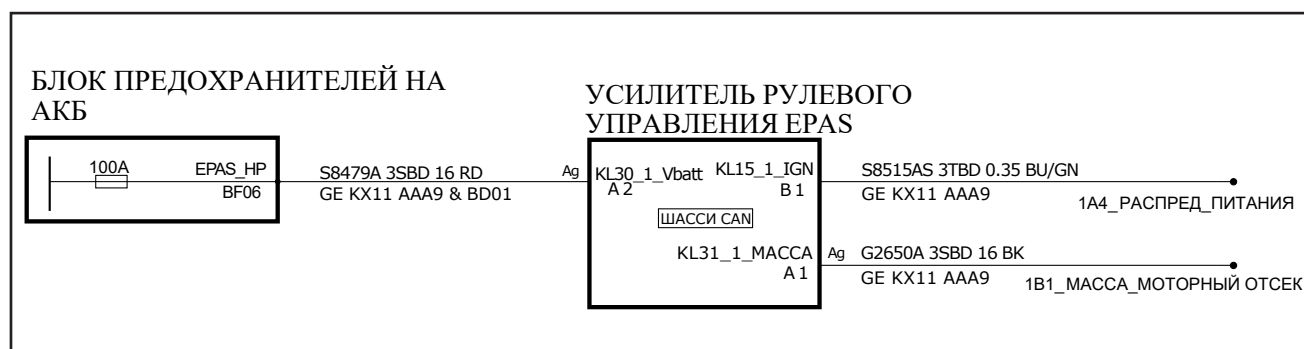 БЛОК ПРЕДОХРАНИТЕЛЕЙ НА
АКБ
100A
EPAS_HP
BF06
S8479A 3SBD 16 RD
GE KX11 AAA9 & BD01
Ag
УСИЛИТЕЛЬ РУЛЕВОГО
УПРАВЛЕНИЯ EPAS
KL30_1_Vbatt
A 2
KL15_1_IGN
B 1
ШАССИ CAN
KL31_1_МАССА
A 1
S8515AS 3TBD 0.35 BU/GN
GE KX11 AAA9
1А4_РАСПРЕД_ПИТАНИЯ
Ag
G2650A 3SBD 16 BK
GE KX11 AAA9
1В1_МАССА_МОТОРНЫЙ ОТСЕК